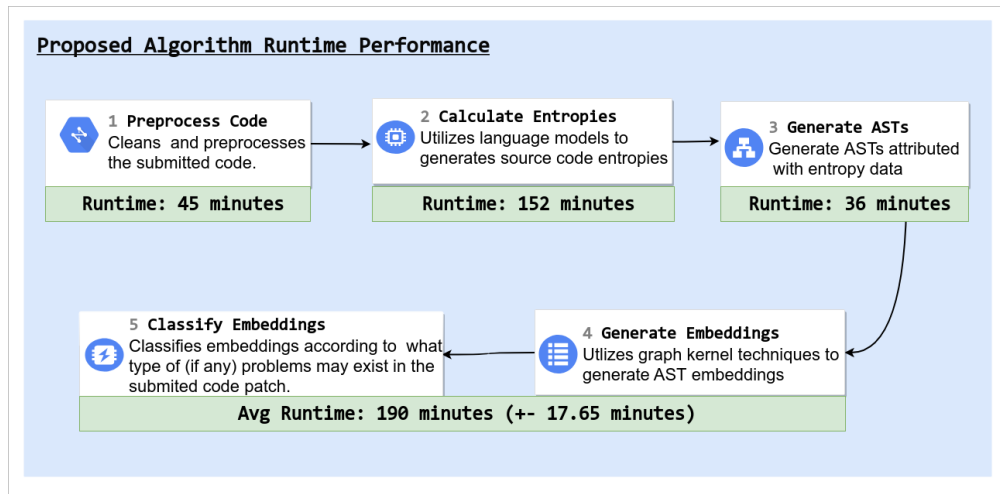 Proposed Algorithm Runtime Performance
1 Preprocess Code
Cleans and preprocesses
the submitted code.
Runtime: 45 minutes
2 Calculate Entropies
Utilizes language models to
generates source code entropies
Runtime: 152 minutes
3 Generate ASTs
Generate ASTs attributed
with entropy data
Runtime: 36 minutes
4 Generate Embeddings
Utlizes graph kernel techniques to
generate AST embeddings
5 Classify Embeddings
Classifies embeddings according to what
type of (if any) problems may exist in the
submited code patch.
Avg Runtime: 190 minutes (+- 17.65 minutes)